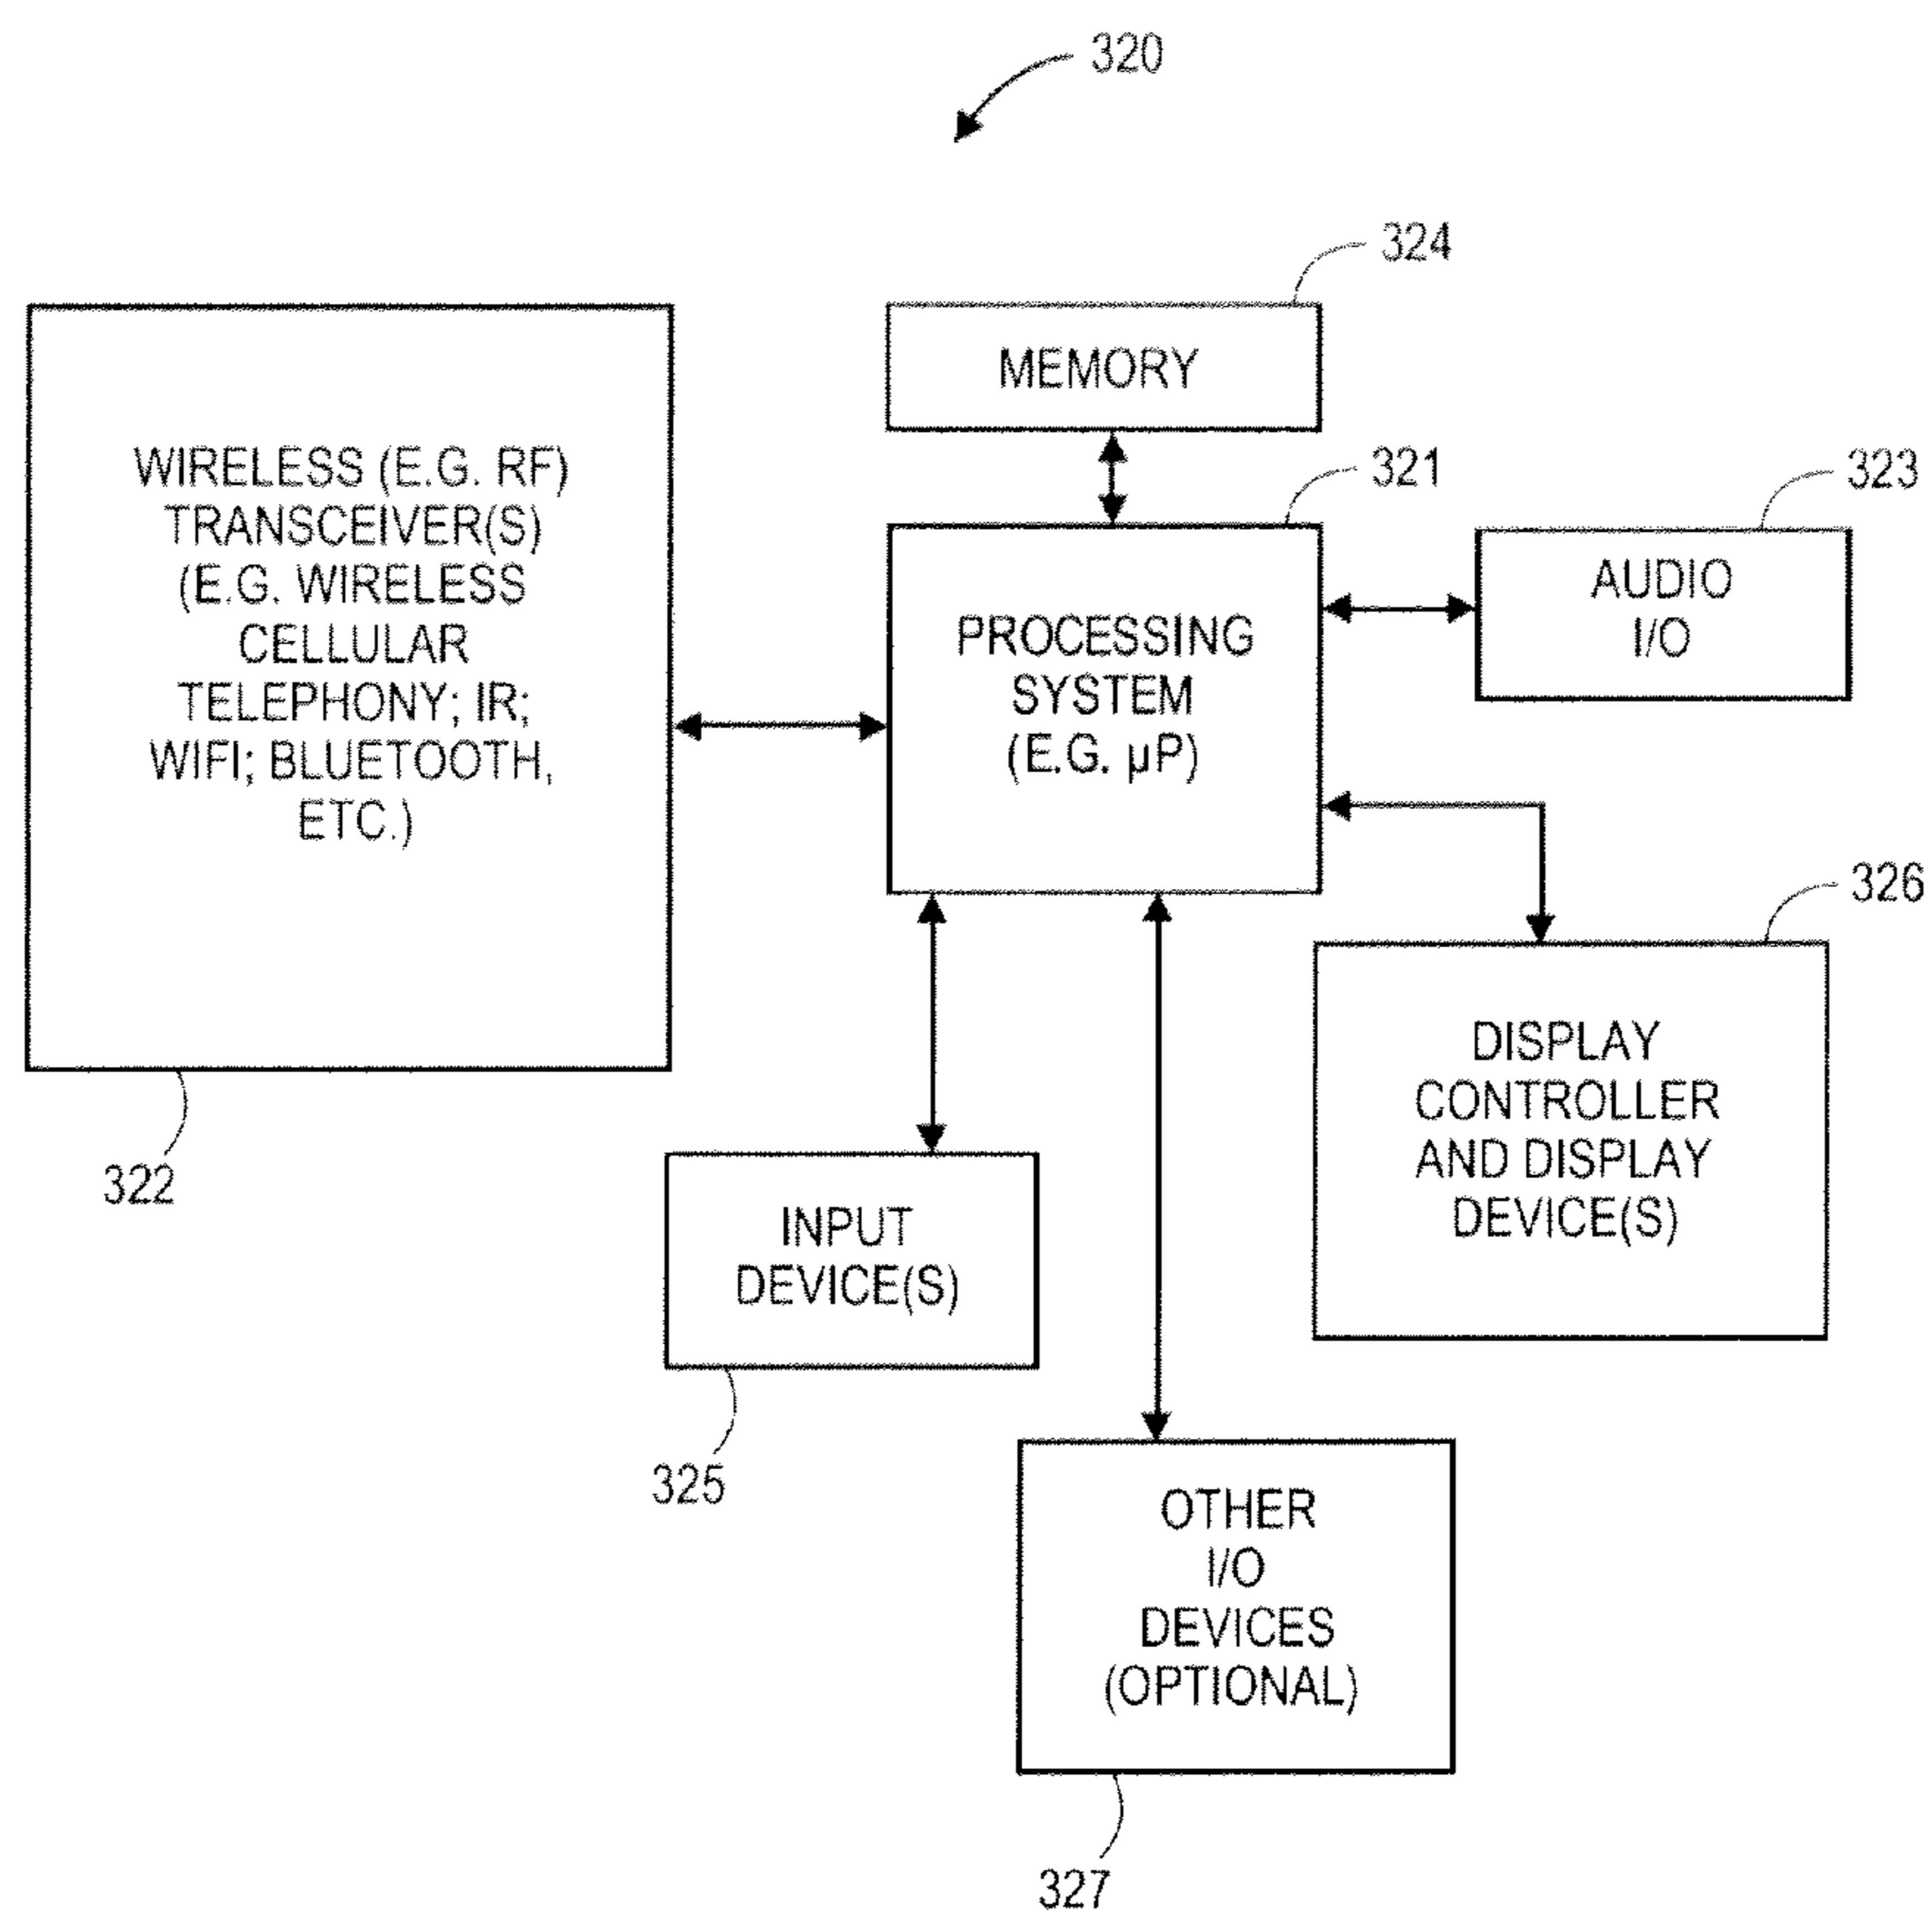 320
324
MEMORY
321
323
WIRELESS (E.G. RF)
TRANSCEIVER(S)
(E.G. WIRELESS
CELLULAR
TELEPHONY; IR;
WIFI; BLUETOOTH,
ETC.)
PROCESSING
SYSTEM
(E.G. µP)
AUDIO
I/O
326
322
DISPLAY
CONTROLLER
AND DISPLAY
DEVICE(S)
INPUT
DEVICE(S)
325
OTHER
I/O
DEVICES
(OPTIONAL)
327